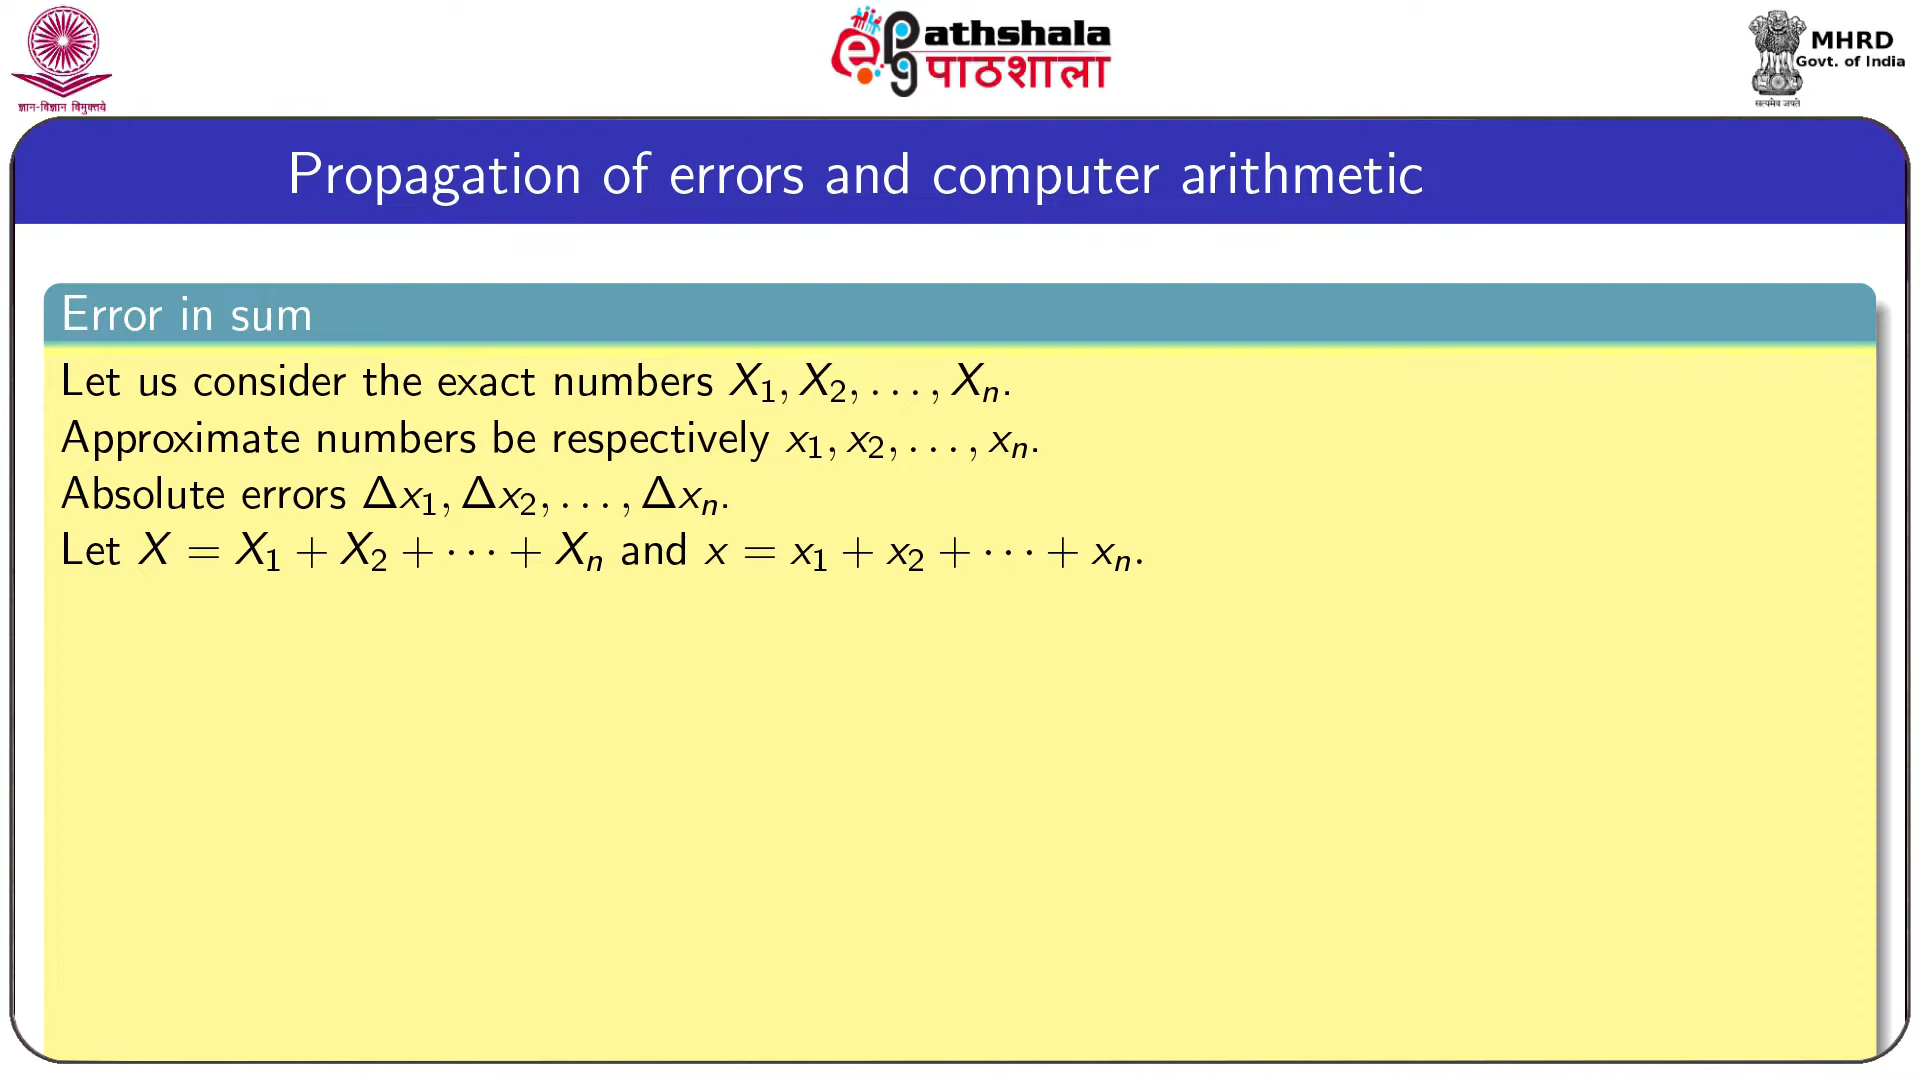 ज्ञान-विज्ञान विमुक्तये
ePG Pathshala
पाठशाला
MHRD
Govt. of India
सत्यमेव जयते
Propagation of errors and computer arithmetic
Error in sum
Let us consider the exact numbers X₁, X₂, . . . , Xₙ.
Approximate numbers be respectively x₁, x₂, . . . , xₙ.
Absolute errors Δx₁, Δx₂, . . . , Δxₙ.
Let X = X₁ + X₂ + · · · + Xₙ and x = x₁ + x₂ + · · · + xₙ.